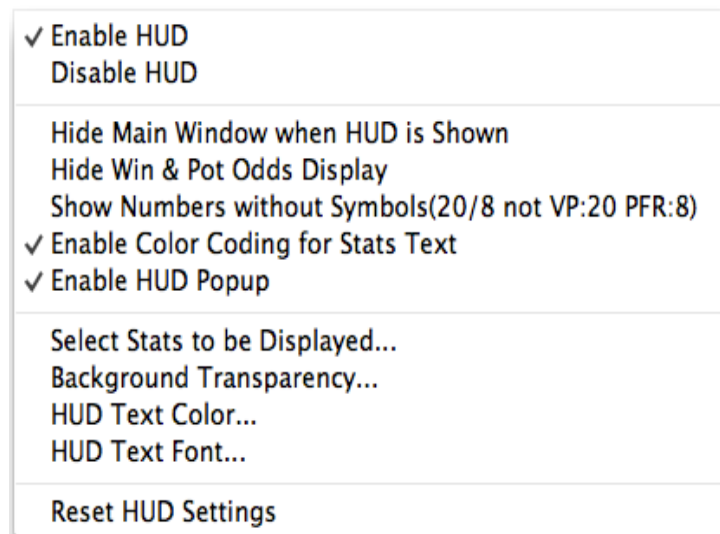 ✓ Enable HUD
Disable HUD
Hide Main Window when HUD is Shown
Hide Win & Pot Odds Display
Show Numbers without Symbols(20/8 not VP:20 PFR:8)
✓ Enable Color Coding for Stats Text
✓ Enable HUD Popup
Select Stats to be Displayed...
Background Transparency...
HUD Text Color...
HUD Text Font...
Reset HUD Settings